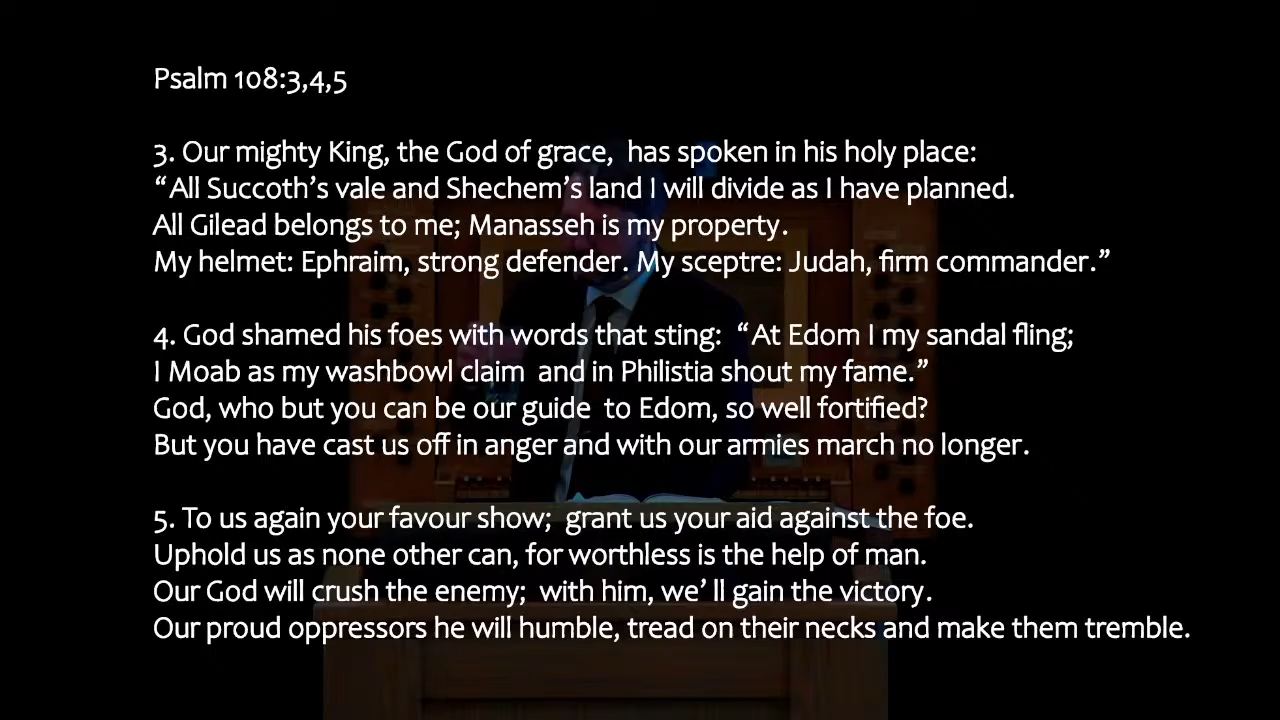 Psalm 108:3,4,5
3. Our mighty King, the God of grace,  has spoken in his holy place:
“All Succoth’s vale and Shechem’s land I will divide as I have planned.
All Gilead belongs to me; Manasseh is my property.
My helmet: Ephraim, strong defender. My sceptre: Judah, firm commander.”
4. God shamed his foes with words that sting:  “At Edom I my sandal fling;
I Moab as my washbowl claim  and in Philistia shout my fame.”
God, who but you can be our guide  to Edom, so well fortified?
But you have cast us off in anger and with our armies march no longer.
5. To us again your favour show;  grant us your aid against the foe.
Uphold us as none other can, for worthless is the help of man.
Our God will crush the enemy;  with him, we’ ll gain the victory.
Our proud oppressors he will humble, tread on their necks and make them tremble.